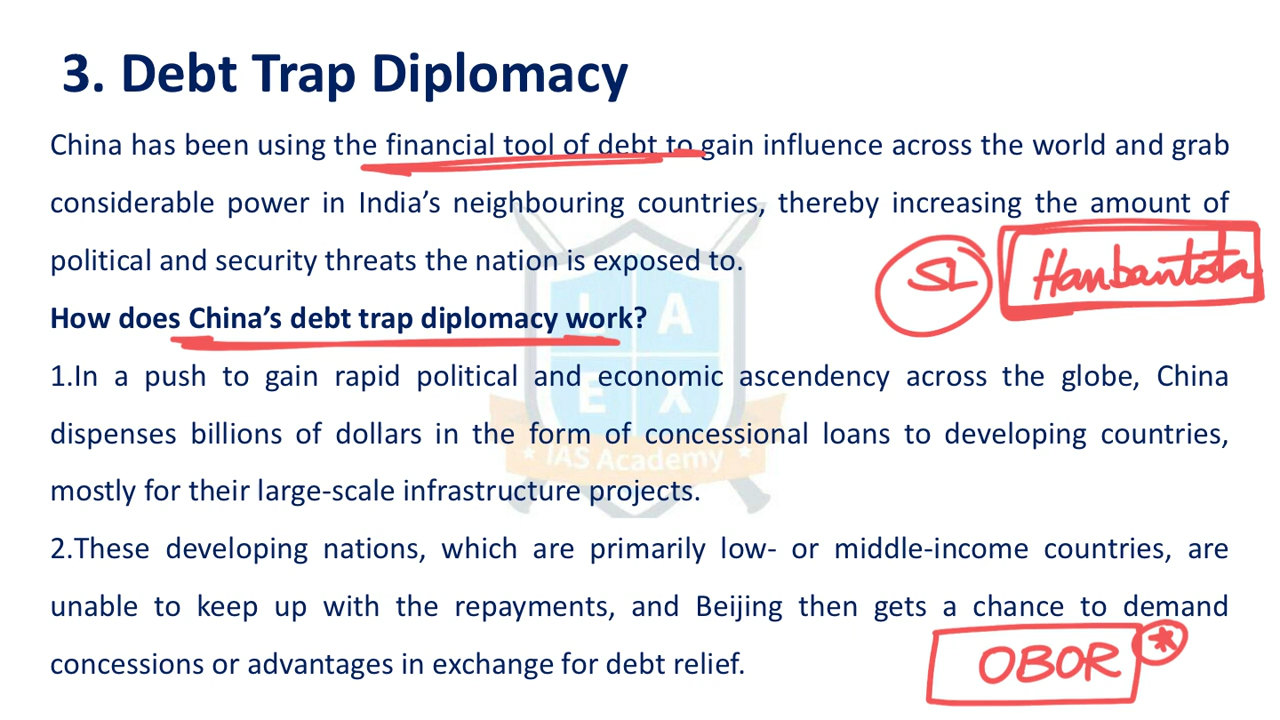 3. Debt Trap Diplomacy
China has been using the financial tool of debt to gain influence across the world and grab
considerable power in India's neighbouring countries, thereby increasing the amount of
political and security threats the nation is exposed to.
SL Hambantota
How does China's debt trap diplomacy work?
1.In a push to gain rapid political and economic ascendency across the globe, China
dispenses billions of dollars in the form of concessional loans to developing countries,
mostly for their large-scale infrastructure projects.
2.These developing nations, which are primarily low- or middle-income countries, are
unable to keep up with the repayments, and Beijing then gets a chance to demand
concessions or advantages in exchange for debt relief.
OBOR *
L A
E X
IAS Academy